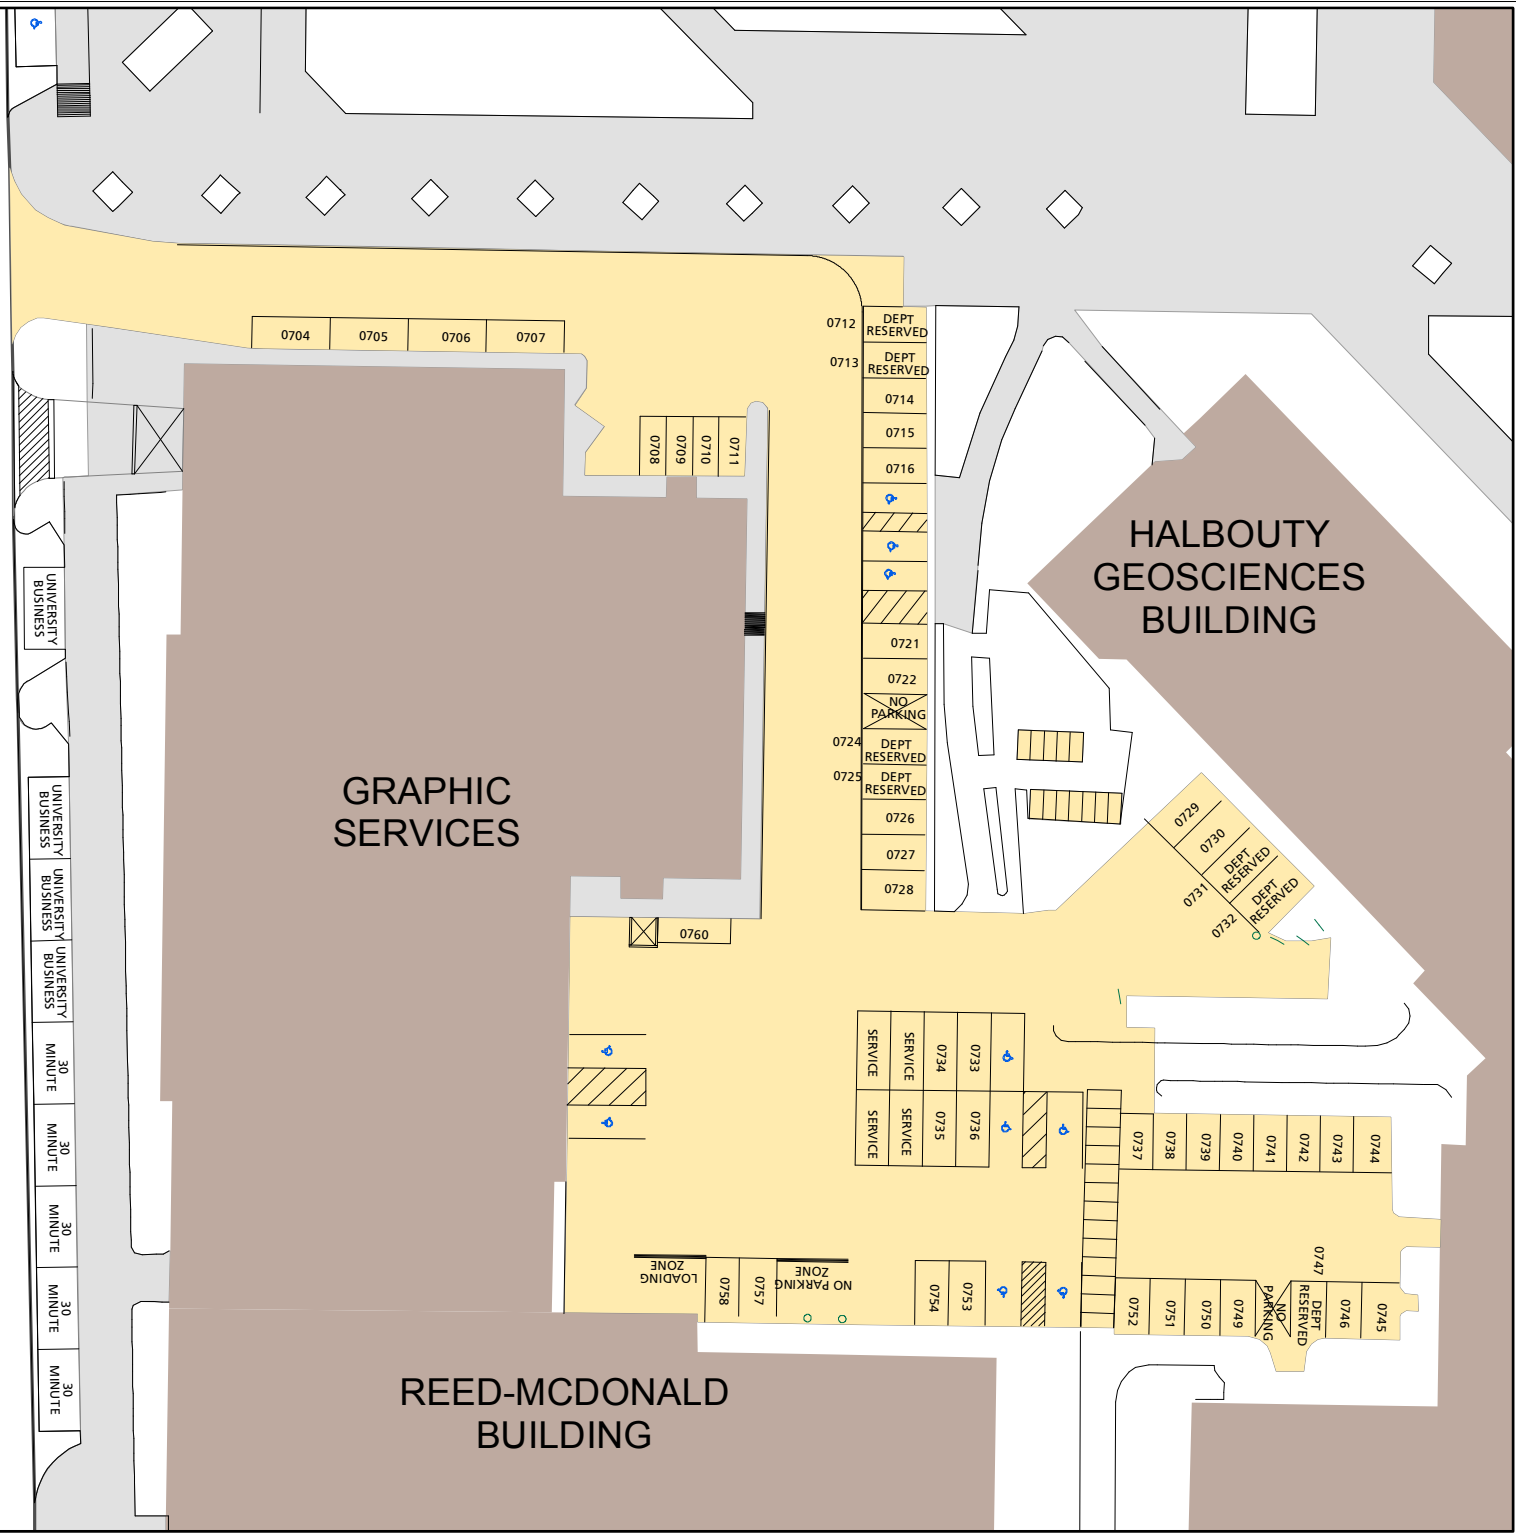 0704
0705
0706
0707
0712
DEPT
RESERVED
0713
DEPT
RESERVED
0714
0715
0716
0708
0709
0710
0711
HALBOUTY
GEOSCIENCES
BUILDING
UNIVERSITY
BUSINESS
0721
0722
NO
PARKING
0724
DEPT
RESERVED
0725
DEPT
RESERVED
0726
0727
0728
GRAPHIC
SERVICES
UNIVERSITY
BUSINESS
UNIVERSITY
BUSINESS
UNIVERSITY
BUSINESS
0729
0730
0731
DEPT
RESERVED
0732
DEPT
RESERVED
0760
30
MINUTE
30
MINUTE
30
MINUTE
30
MINUTE
30
MINUTE
SERVICE
SERVICE
0734
0733
SERVICE
SERVICE
0735
0736
0737
0738
0739
0740
0741
0742
0743
0744
LOADING
ZONE
0758
0757
NO PARKING
ZONE
0754
0753
0752
0751
0750
0749
NO
PARKING
0747
DEPT
RESERVED
0746
0745
REED-MCDONALD
BUILDING